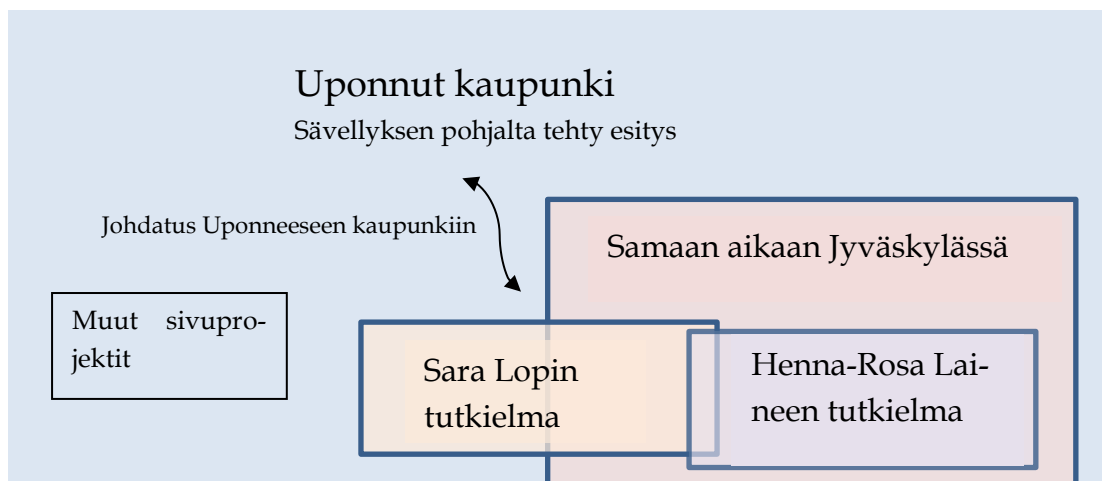 Uponnut kaupunki
Sävellyksen pohjalta tehty esitys
Johdatus Uponneeseen kaupunkiin
Samaan aikaan Jyväskylässä
Muut sivupro-
jektit
Sara Lopin
tutkielma
Henna-Rosa Lai-
neen tutkielma